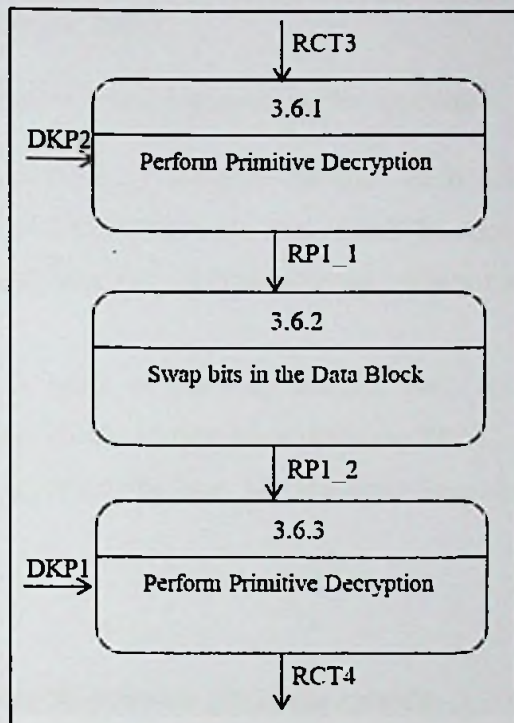 RCT3
3.6.1
DKP2
Perform Primitive Decryption
RP1_1
3.6.2
Swap bits in the Data Block
RP1_2
3.6.3
DKP1
Perform Primitive Decryption
RCT4